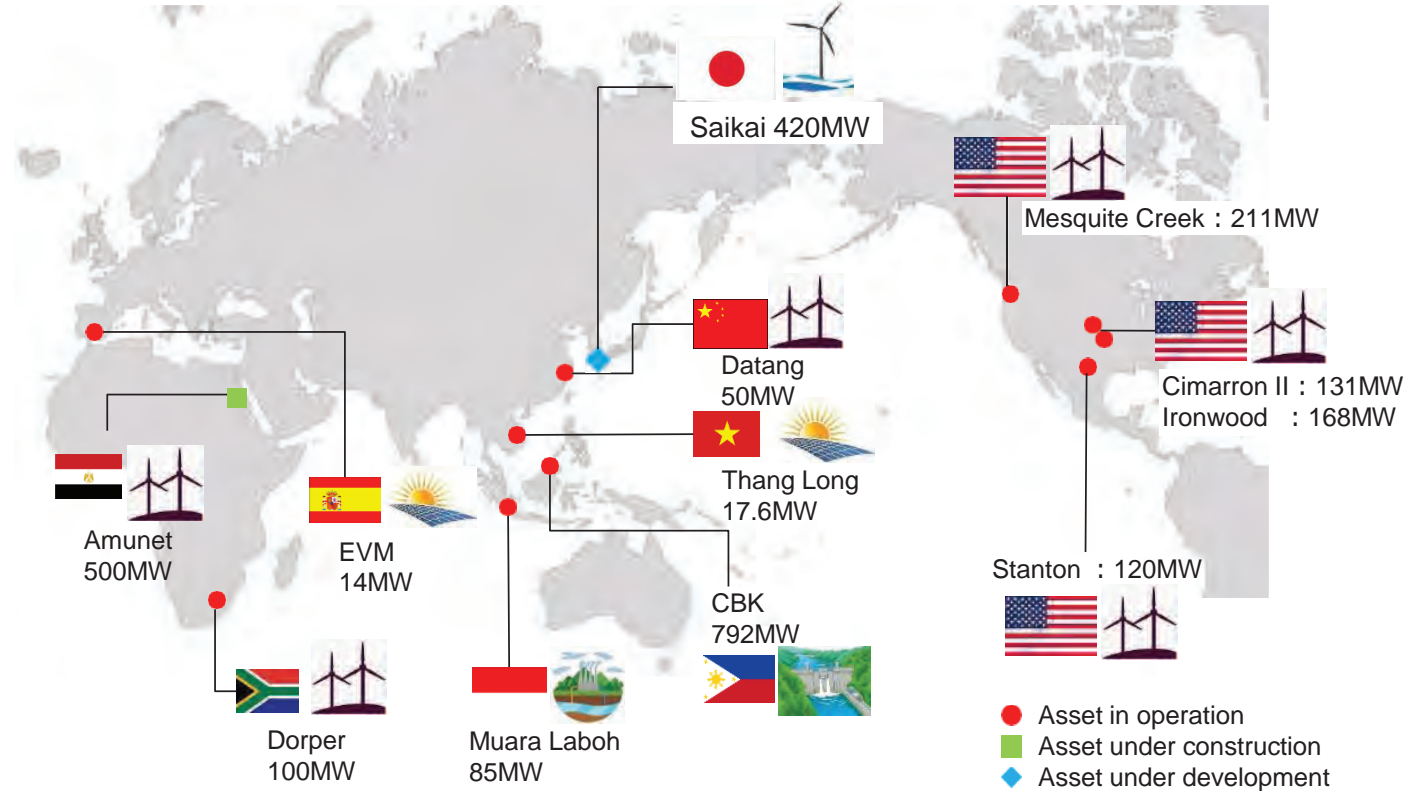 Saikai 420MW
Mesquite Creek：211MW
Datang
50MW
Cimarron II：131MW
Ironwood ：168MW
Thang Long
17.6MW
Amunet
500MW
EVM
14MW
Stanton ：120MW
CBK
792MW
Dorper
100MW
Muara Laboh
85MW
Asset in operation
Asset under construction
Asset under development